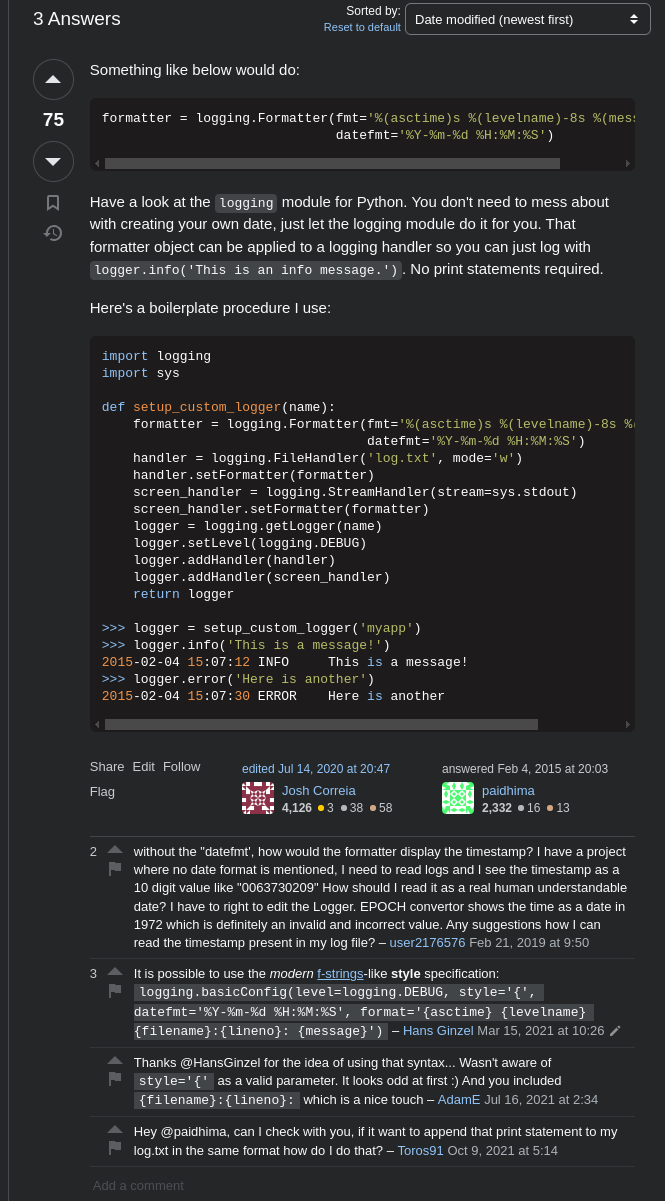 3 Answers
Sorted by:
Reset to default
Date modified (newest first)
Something like below would do:
75
formatter = logging.Formatter(fmt='%(asctime)s %(levelname)-8s %(mess
datefmt='%Y-%m-%d %H:%M:%S')
Have a look at the logging module for Python. You don't need to mess about
with creating your own date, just let the logging module do it for you. That
formatter object can be applied to a logging handler so you can just log with
logger.info('This is an info message.'). No print statements required.
Here's a boilerplate procedure I use:
import logging
import sys
def setup_custom_logger(name):
    formatter = logging.Formatter(fmt='%(asctime)s %(levelname)-8s %(
                                  datefmt='%Y-%m-%d %H:%M:%S')
    handler = logging.FileHandler('log.txt', mode='w')
    handler.setFormatter(formatter)
    screen_handler = logging.StreamHandler(stream=sys.stdout)
    screen_handler.setFormatter(formatter)
    logger = logging.getLogger(name)
    logger.setLevel(logging.DEBUG)
    logger.addHandler(handler)
    logger.addHandler(screen_handler)
    return logger
>>> logger = setup_custom_logger('myapp')
>>> logger.info('This is a message!')
2015-02-04 15:07:12 INFO     This is a message!
>>> logger.error('Here is another')
2015-02-04 15:07:30 ERROR    Here is another
Share Edit Follow
Flag
edited Jul 14, 2020 at 20:47
Josh Correia
4,126 3 38 58
answered Feb 4, 2015 at 20:03
paidhima
2,332 16 13
2 without the "datefmt', how would the formatter display the timestamp? I have a project
where no date format is mentioned, I need to read logs and I see the timestamp as a
10 digit value like "0063730209" How should I read it as a real human understandable
date? I have to right to edit the Logger. EPOCH convertor shows the time as a date in
1972 which is definitely an invalid and incorrect value. Any suggestions how I can
read the timestamp present in my log file? – user2176576 Feb 21, 2019 at 9:50
3 It is possible to use the modern f-strings-like style specification:
logging.basicConfig(level=logging.DEBUG, style='{',
datefmt='%Y-%m-%d %H:%M:%S', format='{asctime} {levelname}
{filename}:{lineno}: {message}') – Hans Ginzel Mar 15, 2021 at 10:26
Thanks @HansGinzel for the idea of using that syntax... Wasn't aware of
style='{' as a valid parameter. It looks odd at first :) And you included
{filename}:{lineno}: which is a nice touch – AdamE Jul 16, 2021 at 2:34
Hey @paidhima, can I check with you, if it want to append that print statement to my
log.txt in the same format how do I do that? – Toros91 Oct 9, 2021 at 5:14
Add a comment